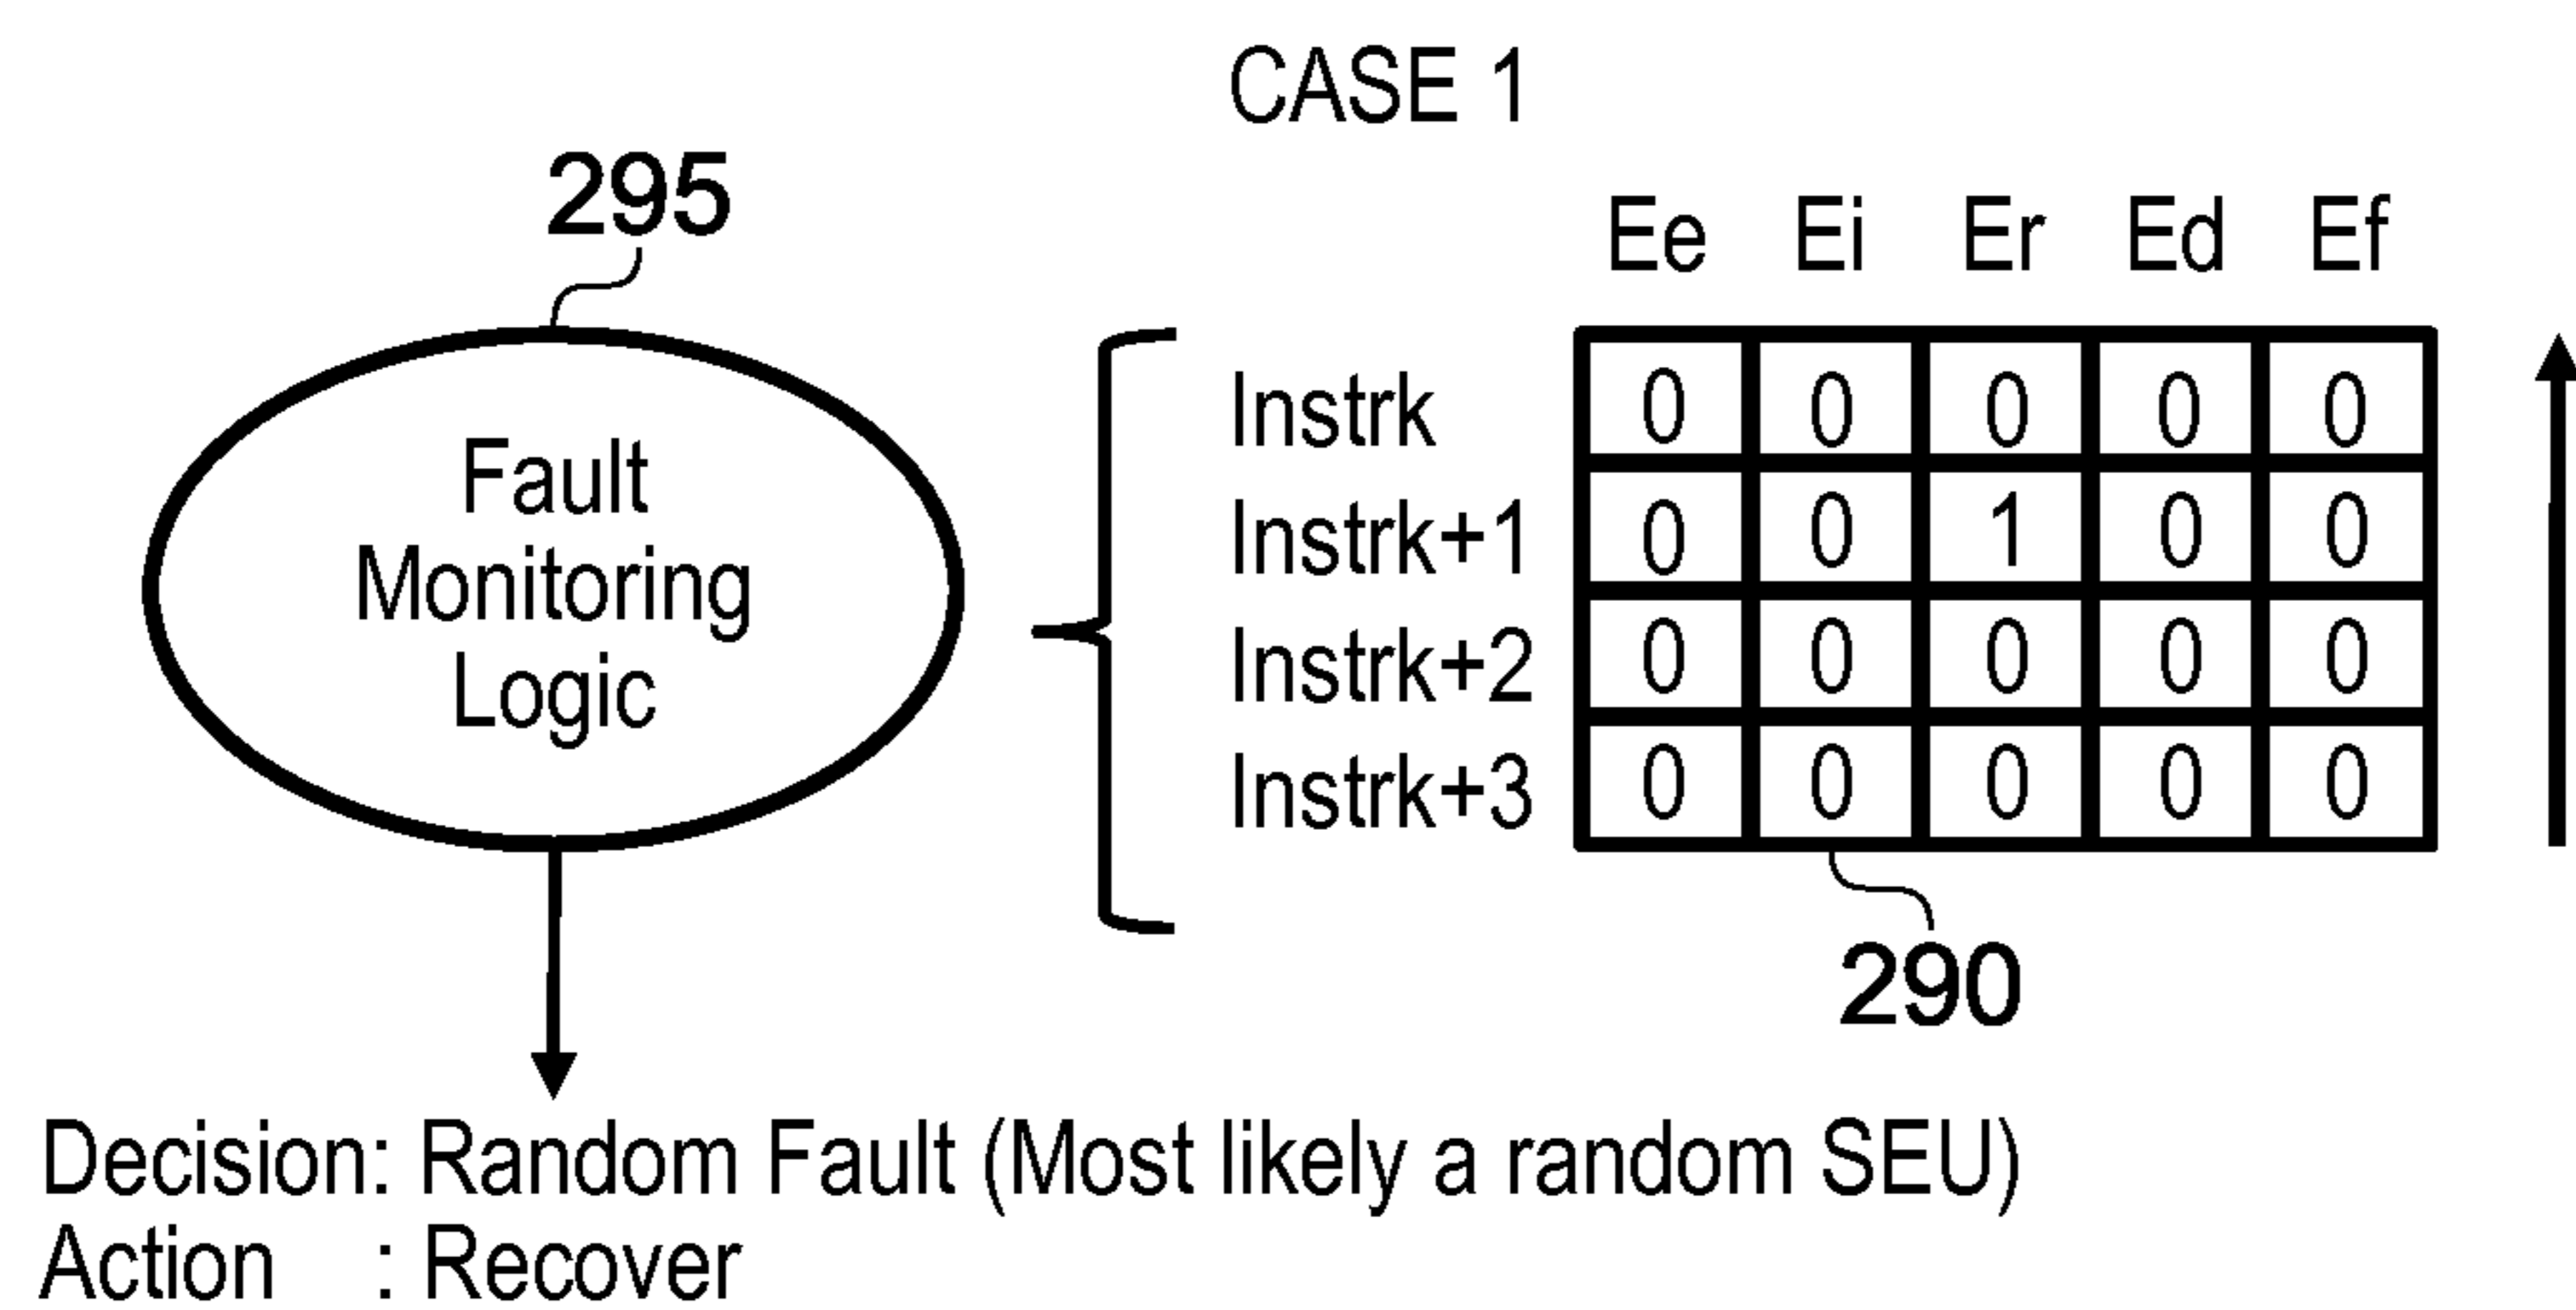 CASE 1
295
Ee Ei Er Ed Ef
Fault
Monitoring
Logic
Instrk 0 0 0 0 0
Instrk+1 0 0 1 0 0
Instrk+2 0 0 0 0 0
Instrk+3 0 0 0 0 0
290
Decision: Random Fault (Most likely a random SEU)
Action : Recover